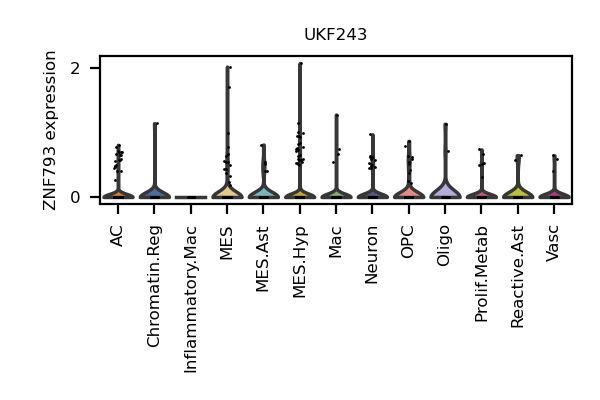 UKF243
ZNF793 expression
2
0
AC
Chromatin.Reg
Inflammatory.Mac
MES
MES.Ast
MES.Hyp
Mac
Neuron
OPC
Oligo
Prolif.Metab
Reactive.Ast
Vasc